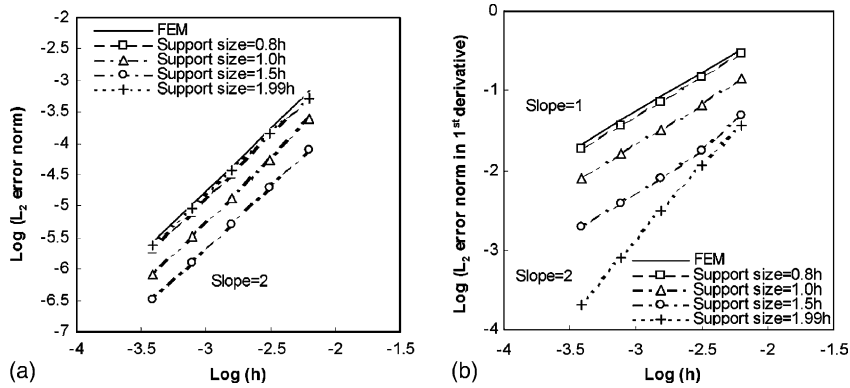 -2
-2.5
-3
-3.5
-4
-4.5
-5
-5.5
-6
-6.5
-7
Log (L2 error norm)
FEM
Support size=0.8h
Support size=1.0h
Support size=1.5h
Support size=1.99h
Slope=2
-4
-3.5
-3
-2.5
-2
-1.5
Log (h)
(a)
0
-1
-2
-3
-4
Log (L2 error norm in 1st derivative)
Slope=1
Slope=2
FEM
Support size=0.8h
Support size=1.0h
Support size=1.5h
Support size=1.99h
-4
-3.5
-3
-2.5
-2
-1.5
Log (h)
(b)